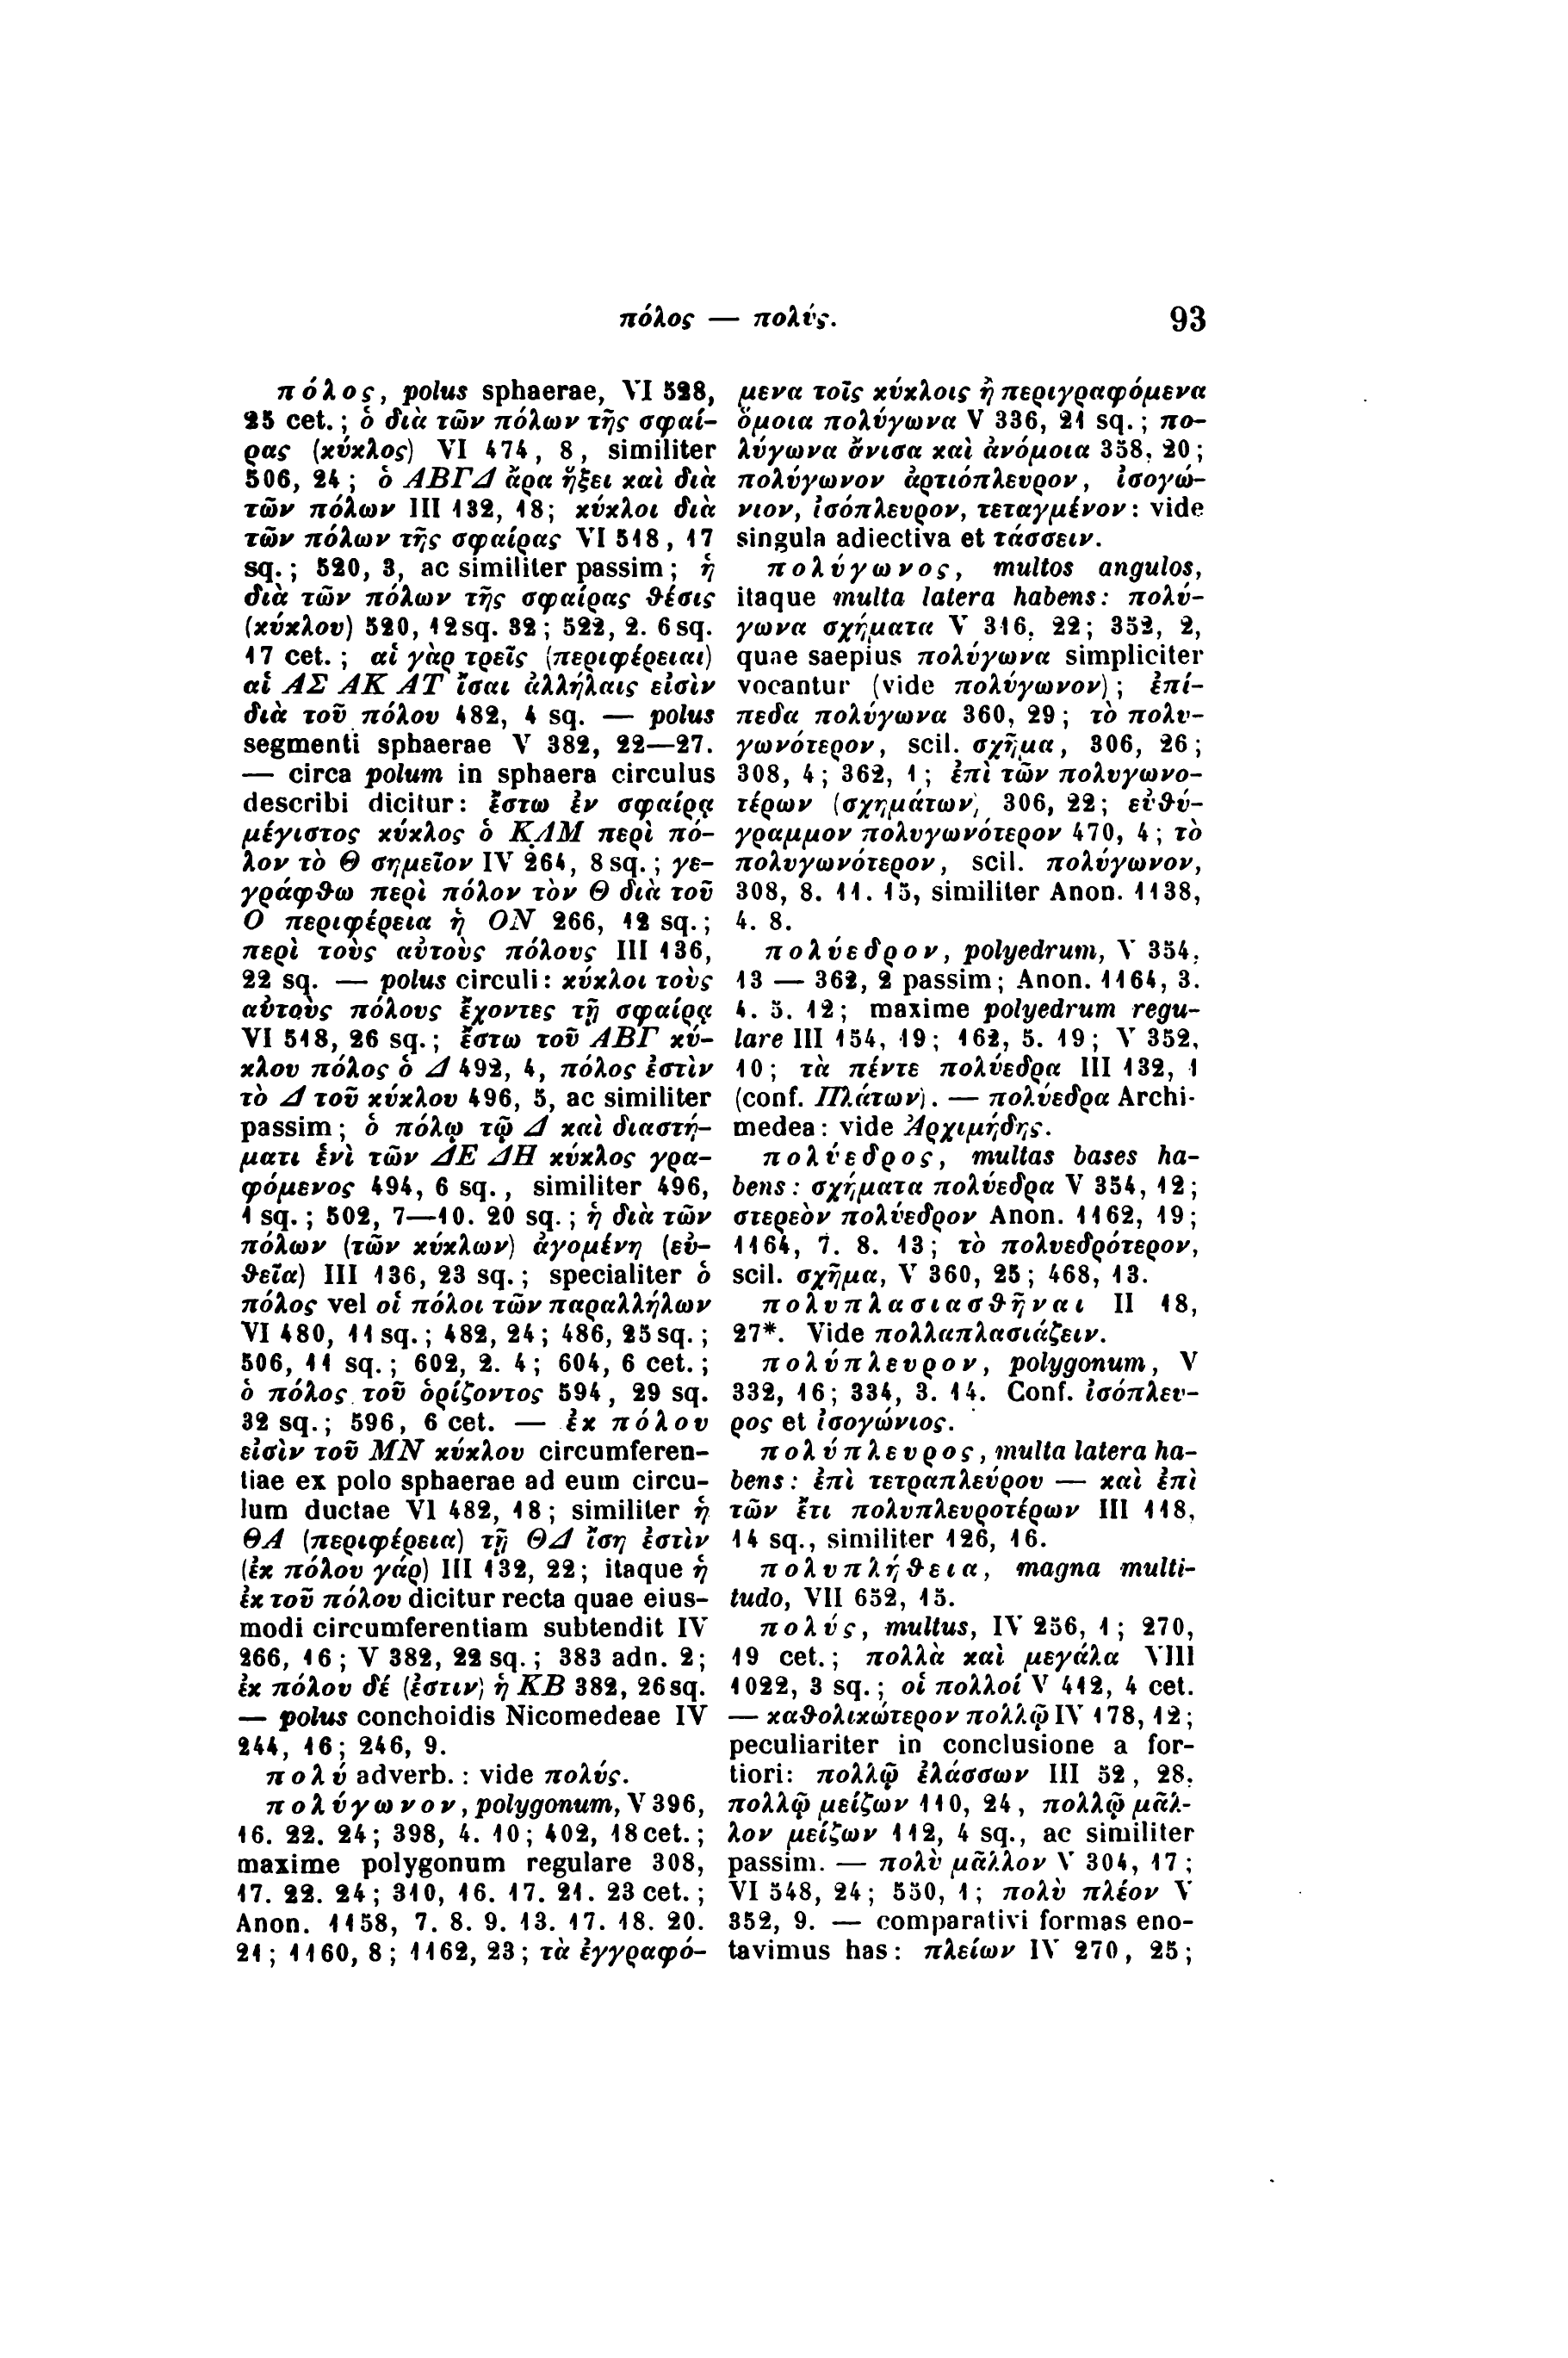 πόλος — πολύς.
93
πόλος, polus sphaerae, VI 528,
25 cet.; ὁ διὰ τῶν πόλων τῆς σφαί-
ρας (κύκλος) VI 474, 8, similiter
506, 24; ὁ ΑΒΓΔ ἄρα ἥξει καὶ διὰ
τῶν πόλων III 132, 18; κύκλοι διὰ
τῶν πόλων τῆς σφαίρας VI 518, 17
sq.; 520, 3, ac similiter passim; ἡ
διὰ τῶν πόλων τῆς σφαίρας θέσις
(κύκλου) 520, 12 sq. 32; 522, 2. 6 sq.
17 cet.; αἱ γὰρ τρεῖς (περιφέρειαι)
αἱ ΑΣ ΑΚ ΑΤ ἴσαι ἀλλήλαις εἰσὶν
διὰ τοῦ πόλου 482, 4 sq. — polus
segmenti sphaerae V 382, 22—27.
— circa polum in sphaera circulus
describi dicitur: ἔστω ἐν σφαίρᾳ
μέγιστος κύκλος ὁ ΚΛΜ περὶ πό-
λον τὸ Θ σημεῖον IV 264, 8 sq.; γε-
γράφθω περὶ πόλον τὸν Θ διὰ τοῦ
Ο περιφέρεια ἡ ΟΝ 266, 12 sq.;
περὶ τοὺς αὐτοὺς πόλους III 136,
22 sq. — polus circuli: κύκλοι τοὺς
αὐτοὺς πόλους ἔχοντες τῇ σφαίρᾳ
VI 518, 26 sq.; ἔστω τοῦ ΑΒΓ κύ-
κλου πόλος ὁ Δ 492, 4, πόλος ἐστὶν
τὸ Δ τοῦ κύκλου 496, 5, ac similiter
passim; ὁ πόλῳ τῷ Δ καὶ διαστή-
ματι ἑνὶ τῶν ΔΕ ΔΗ κύκλος γρα-
φόμενος 494, 6 sq., similiter 496,
1 sq.; 502, 7—10. 20 sq.; ἡ διὰ τῶν
πόλων (τῶν κύκλων) ἀγομένη (εὐ-
θεῖα) III 136, 23 sq.; specialiter ὁ
πόλος vel οἱ πόλοι τῶν παραλλήλων
VI 480, 11 sq.; 482, 24; 486, 25 sq.;
506, 11 sq.; 602, 2. 4; 604, 6 cet.;
ὁ πόλος τοῦ ὁρίζοντος 594, 29 sq.
32 sq.; 596, 6 cet. — ἐκ πόλου
εἰσὶν τοῦ ΜΝ κύκλου circumferen-
tiae ex polo sphaerae ad eum circu-
lum ductae VI 482, 18; similiter ἡ
ΘΑ (περιφέρεια) τῇ ΘΔ ἴση ἐστὶν
(ἐκ πόλου γάρ) III 132, 22; itaque ἡ
ἐκ τοῦ πόλου dicitur recta quae eius-
modi circumferentiam subtendit IV
266, 16; V 382, 22 sq.; 383 adn. 2;
ἐκ πόλου δέ (ἐστιν) ἡ ΚΒ 382, 26 sq.
— polus conchoidis Nicomedeae IV
244, 16; 246, 9.
πολύ adverb.: vide πολύς.
πολύγωνον, polygonum, V 396,
16. 22. 24; 398, 4. 10; 402, 18 cet.;
maxime polygonum regulare 308,
17. 22. 24; 310, 16. 17. 21. 23 cet.;
Anon. 1158, 7. 8. 9. 13. 17. 18. 20.
21; 1160, 8; 1162, 23; τὰ ἐγγραφό-
μενα τοῖς κύκλοις ἢ περιγραφόμενα
ὅμοια πολύγωνα V 336, 21 sq.; πο-
λύγωνα ἄνισα καὶ ἀνόμοια 358, 20;
πολύγωνον ἀρτιόπλευρον, ἰσογώ-
νιον, ἰσόπλευρον, τεταγμένον: vide
singula adiectiva et τάσσειν.
πολύγωνος, multos angulos,
itaque multa latera habens: πολύ-
γωνα σχήματα V 316, 22; 352, 2,
quae saepius πολύγωνα simpliciter
vocantur (vide πολύγωνον); ἐπί-
πεδα πολύγωνα 360, 29; τὸ πολυ-
γωνότερον, scil. σχῆμα, 306, 26;
308, 4; 362, 1; ἐπὶ τῶν πολυγωνο-
τέρων (σχημάτων) 306, 22; εὐθύ-
γραμμον πολυγωνότερον 470, 4; τὸ
πολυγωνότερον, scil. πολύγωνον,
308, 8. 11. 15, similiter Anon. 1138,
4. 8.
πολύεδρον, polyedrum, V 354,
13 — 362, 2 passim; Anon. 1164, 3.
4. 5. 12; maxime polyedrum regu-
lare III 154, 19; 162, 5. 19; V 352,
10; τὰ πέντε πολύεδρα III 132, 1
(conf. Πλάτων). — πολύεδρα Archi-
medea: vide Ἀρχιμήδης.
πολύεδρος, multas bases ha-
bens: σχήματα πολύεδρα V 354, 12;
στερεὸν πολύεδρον Anon. 1162, 19;
1164, 7. 8. 13; τὸ πολυεδρότερον,
scil. σχῆμα, V 360, 25; 468, 13.
πολυπλασιασθῆναι II 18,
27*. Vide πολλαπλασιάζειν.
πολύπλευρον, polygonum, V
332, 16; 334, 3. 14. Conf. ἰσόπλευ-
ρος et ἰσογώνιος.
πολύπλευρος, multa latera ha-
bens: ἐπὶ τετραπλεύρου — καὶ ἐπὶ
τῶν ἔτι πολυπλευροτέρων III 118,
14 sq., similiter 126, 16.
πολυπλήθεια, magna multi-
tudo, VII 652, 15.
πολύς, multus, IV 256, 1; 270,
19 cet.; πολλὰ καὶ μεγάλα VIII
1022, 3 sq.; οἱ πολλοί V 412, 4 cet.
— καθολικώτερον πολλῷ IV 178, 12;
peculiariter in conclusione a for-
tiori: πολλῷ ἐλάσσων III 52, 28,
πολλῷ μείζων 110, 24, πολλῷ μᾶλ-
λον μείζων 112, 4 sq., ac similiter
passim. — πολὺ μᾶλλον V 304, 17;
VI 548, 24; 550, 1; πολὺ πλέον V
352, 9. — comparativi formas eno-
tavimus has: πλείων IV 270, 25;